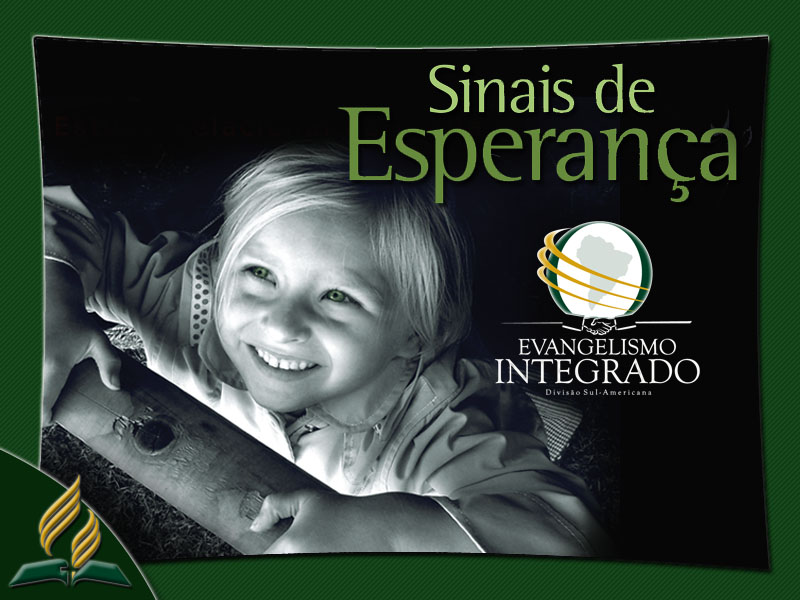 Sinais de
Esperança
EVANGELISMO
INTEGRADO
Divisão Sul-Americana